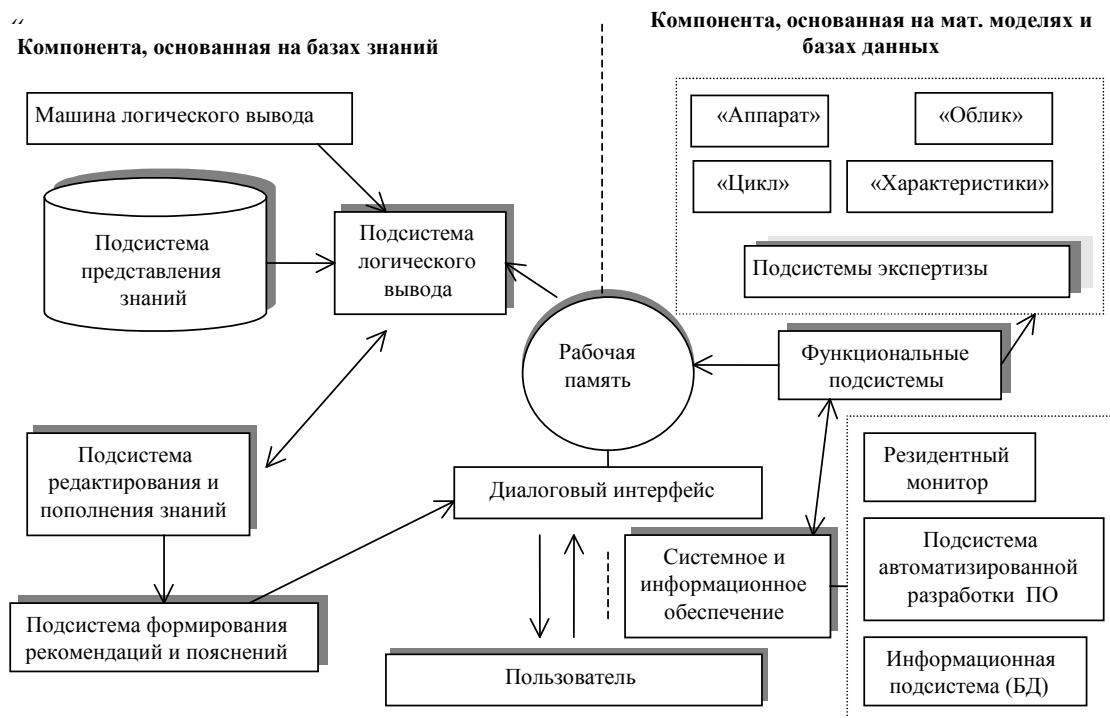 “
Компонента, основанная на базах знаний
Компонента, основанная на мат. моделях и
базах данных
Машина логического вывода
«Аппарат»
«Облик»
«Цикл»
«Характеристики»
Подсистема
представления
знаний
Подсистема
логического
вывода
Подсистемы экспертизы
Рабочая
память
Функциональные
подсистемы
Подсистема
редактирования и
пополнения знаний
Диалоговый интерфейс
Резидентный
монитор
Подсистема
автоматизированной
разработки ПО
Системное и
информационное
обеспечение
Подсистема формирования
рекомендаций и пояснений
Пользователь
Информационная
подсистема (БД)